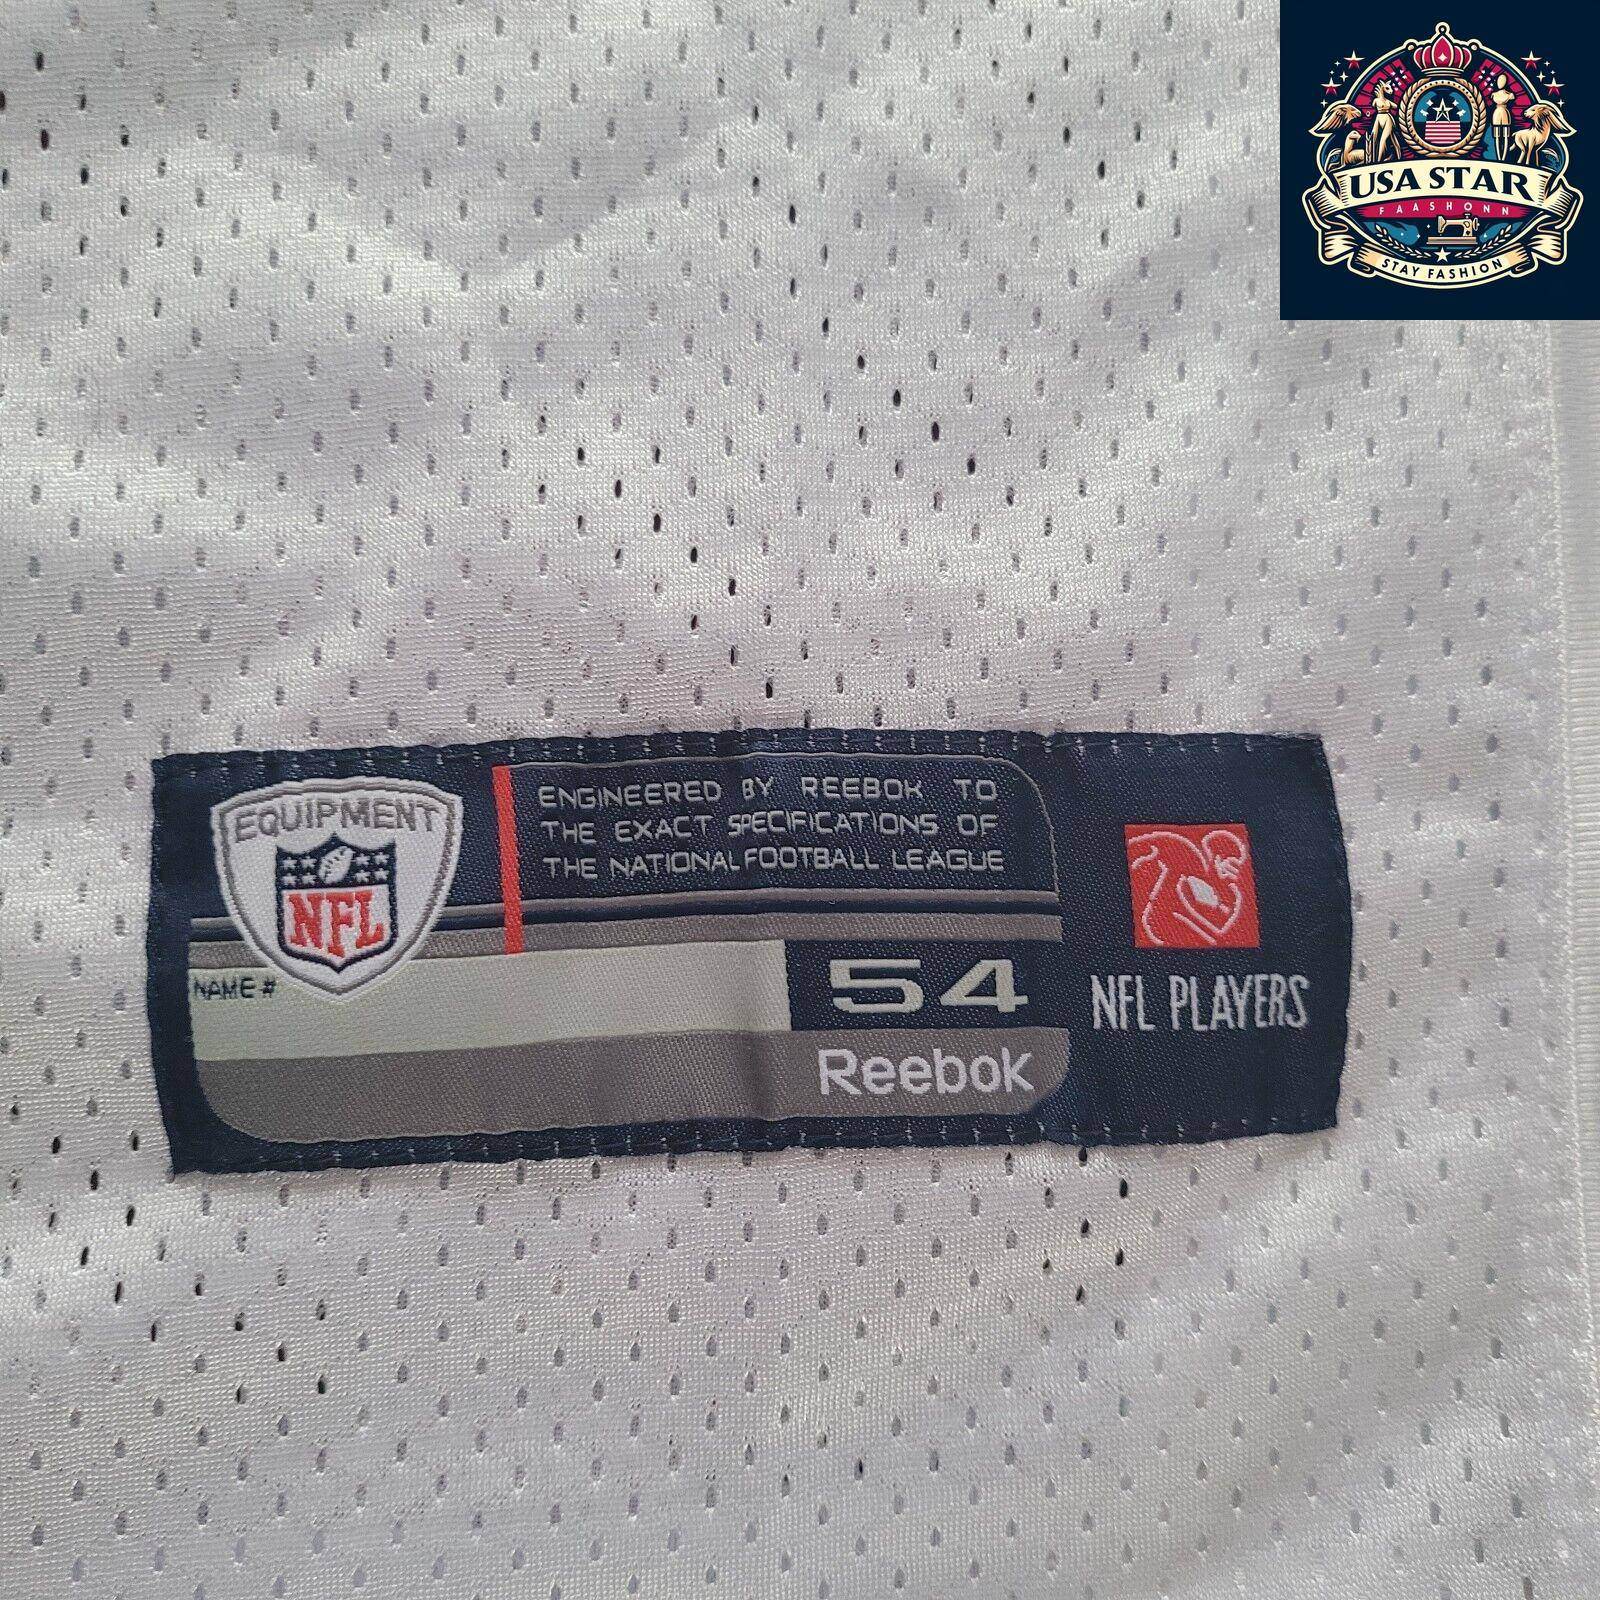 USA STAR
FAASHONN
STAY FASHION
EQUIPMENT
NFL
ENGINEERED BY REEBOK TO
THE EXACT SPECIFICATIONS OF
THE NATIONAL FOOTBALL LEAGUE
NAME #
54
Reebok
NFL PLAYERS